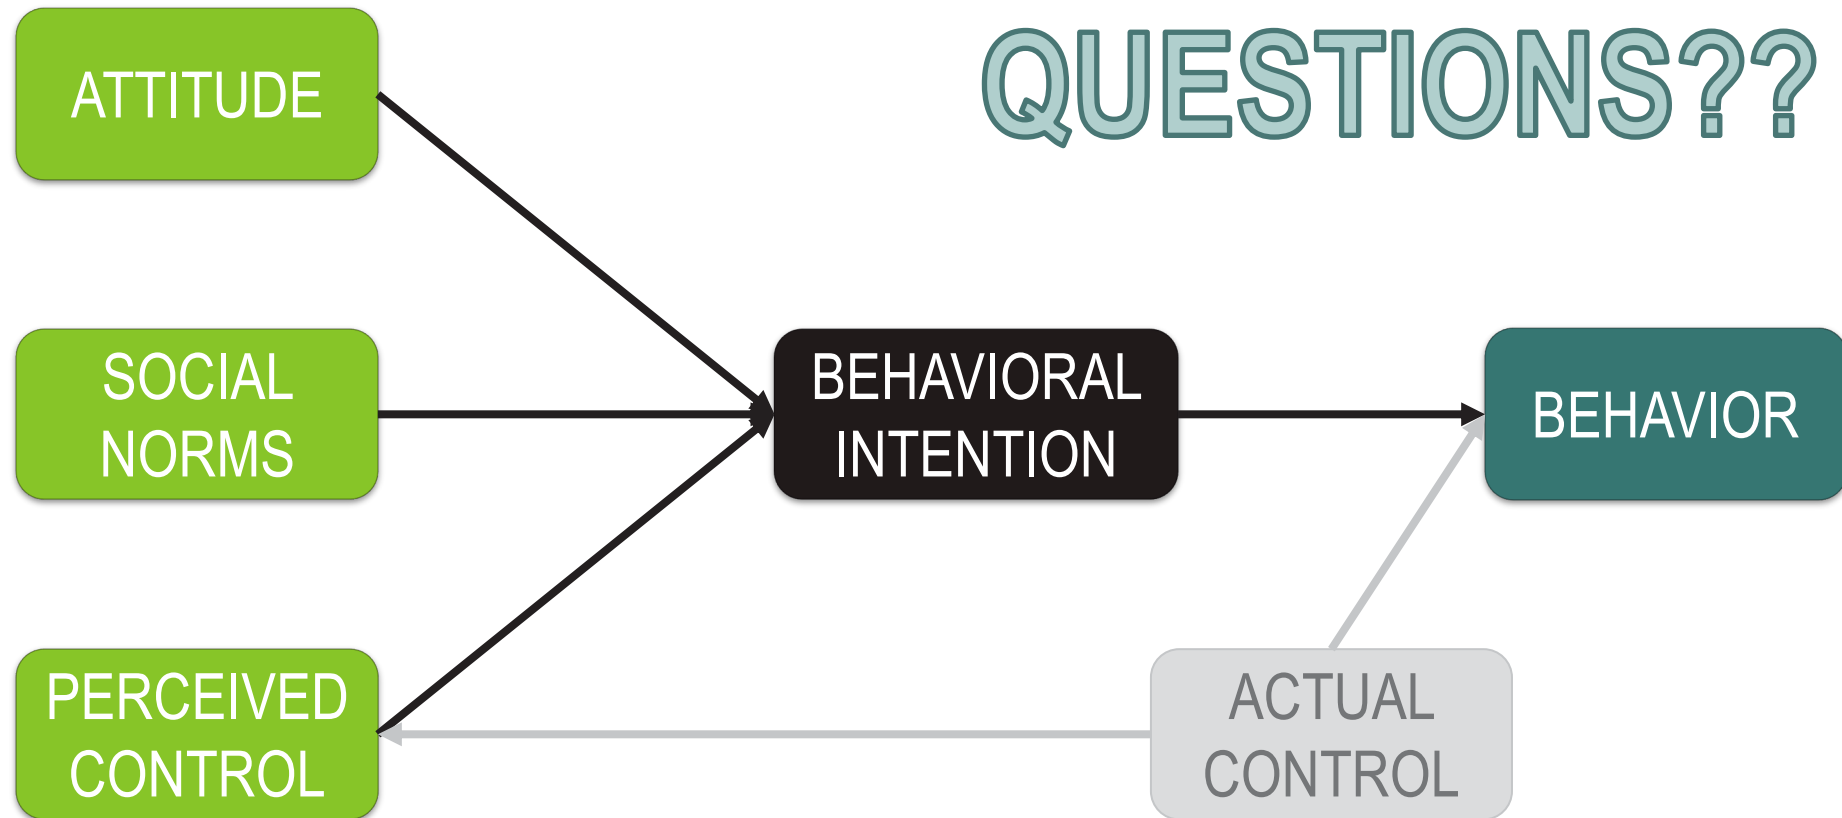 QUESTIONS??
ATTITUDE
SOCIAL
NORMS
BEHAVIORAL
INTENTION
BEHAVIOR
PERCEIVED
CONTROL
ACTUAL
CONTROL